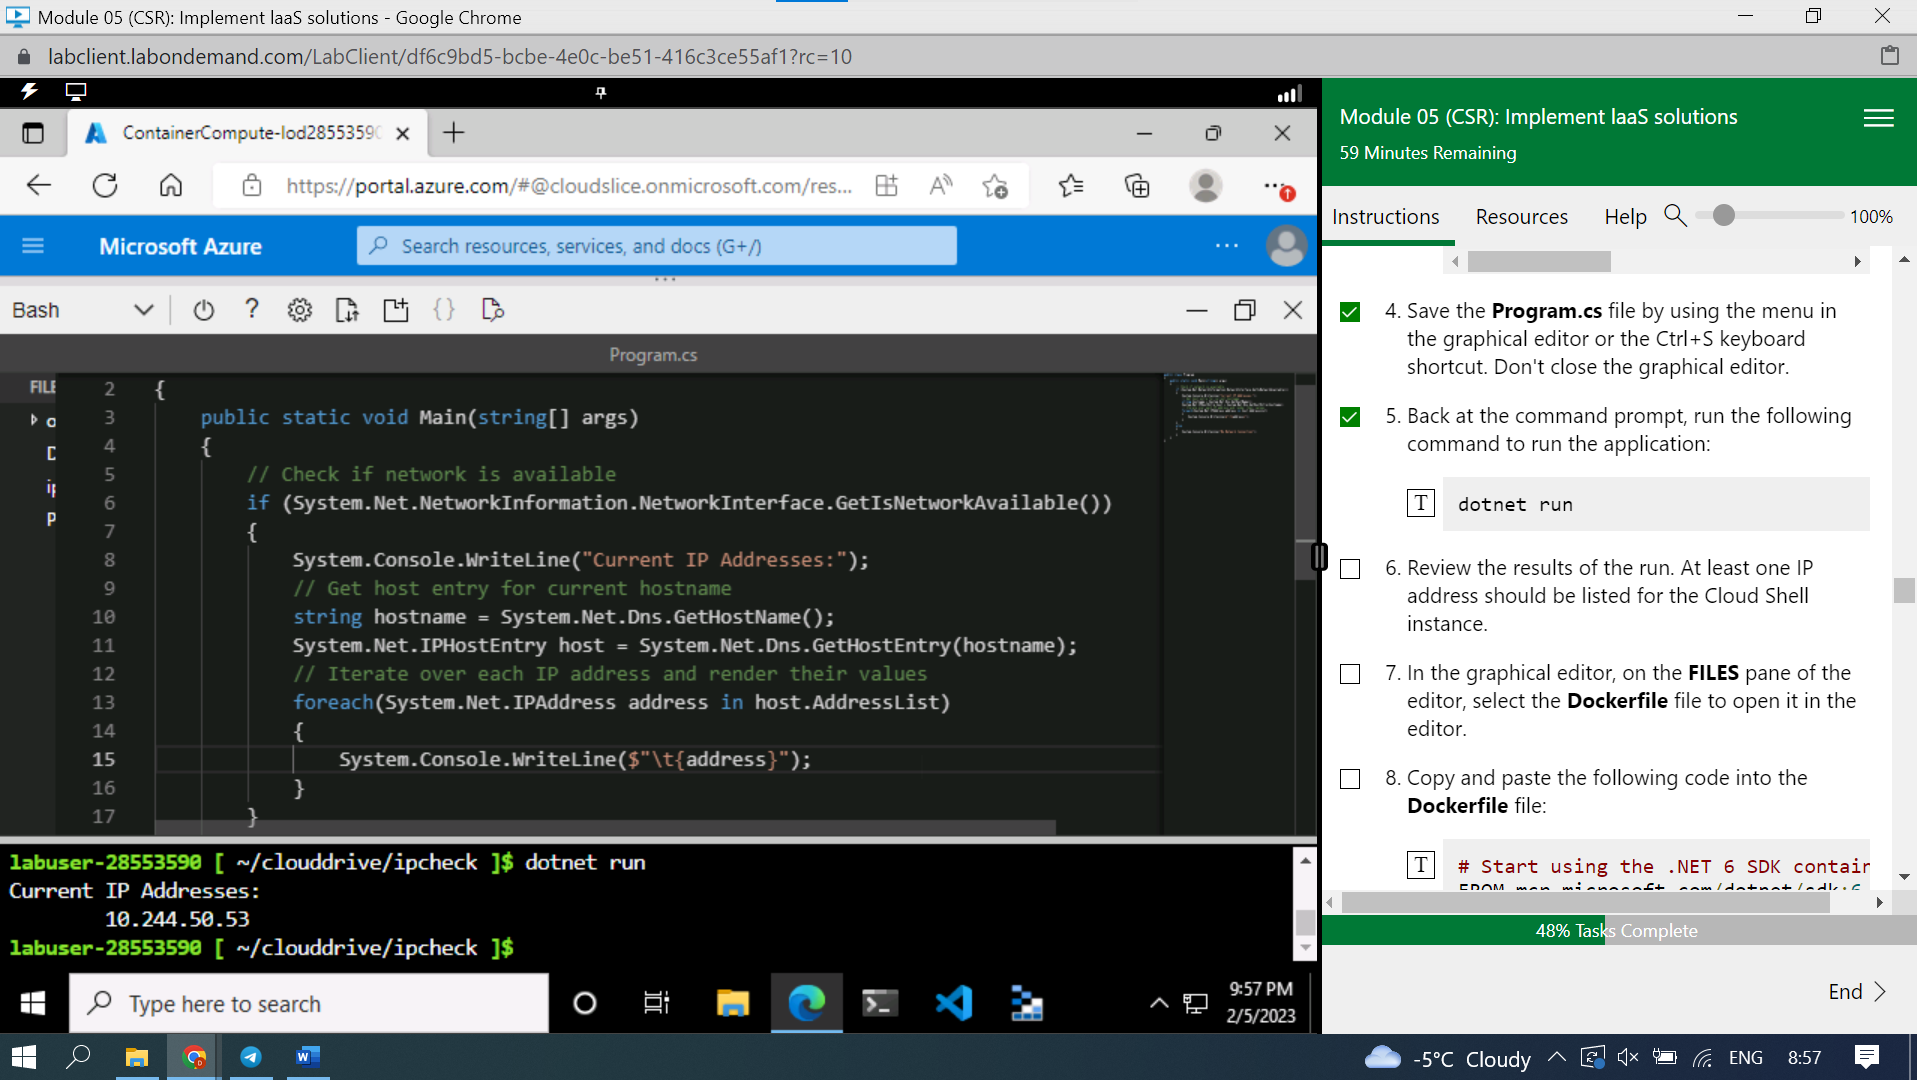 Module 05 (CSR): Implement IaaS solutions - Google Chrome
labclient.labondemand.com/LabClient/df6c9bd5-bcbe-4e0c-be51-416c3ce55af1?rc=10
ContainerCompute-lod28553590
https://portal.azure.com/#@cloudslice.onmicrosoft.com/res...
Microsoft Azure
Search resources, services, and docs (G+/)
Bash
Program.cs
FILE
2 {
3 public static void Main(string[] args)
4 {
5 // Check if network is available
6 if (System.Net.NetworkInformation.NetworkInterface.GetIsNetworkAvailable())
7 {
8 System.Console.WriteLine("Current IP Addresses:");
9 // Get host entry for current hostname
10 string hostname = System.Net.Dns.GetHostName();
11 System.Net.IPHostEntry host = System.Net.Dns.GetHostEntry(hostname);
12 // Iterate over each IP address and render their values
13 foreach(System.Net.IPAddress address in host.AddressList)
14 {
15 System.Console.WriteLine($"\t{address}");
16 }
17 }
labuser-28553590 [ ~/clouddrive/ipcheck ]$ dotnet run
Current IP Addresses:
10.244.50.53
labuser-28553590 [ ~/clouddrive/ipcheck ]$
Type here to search
9:57 PM
2/5/2023
Module 05 (CSR): Implement IaaS solutions
59 Minutes Remaining
Instructions Resources Help 100%
4. Save the Program.cs file by using the menu in
the graphical editor or the Ctrl+S keyboard
shortcut. Don't close the graphical editor.
5. Back at the command prompt, run the following
command to run the application:
T dotnet run
6. Review the results of the run. At least one IP
address should be listed for the Cloud Shell
instance.
7. In the graphical editor, on the FILES pane of the
editor, select the Dockerfile file to open it in the
editor.
8. Copy and paste the following code into the
Dockerfile file:
T # Start using the .NET 6 SDK contain
FROM mcr.microsoft.com/dotnet/sdk:6
48% Tasks Complete
End
-5°C Cloudy ENG 8:57